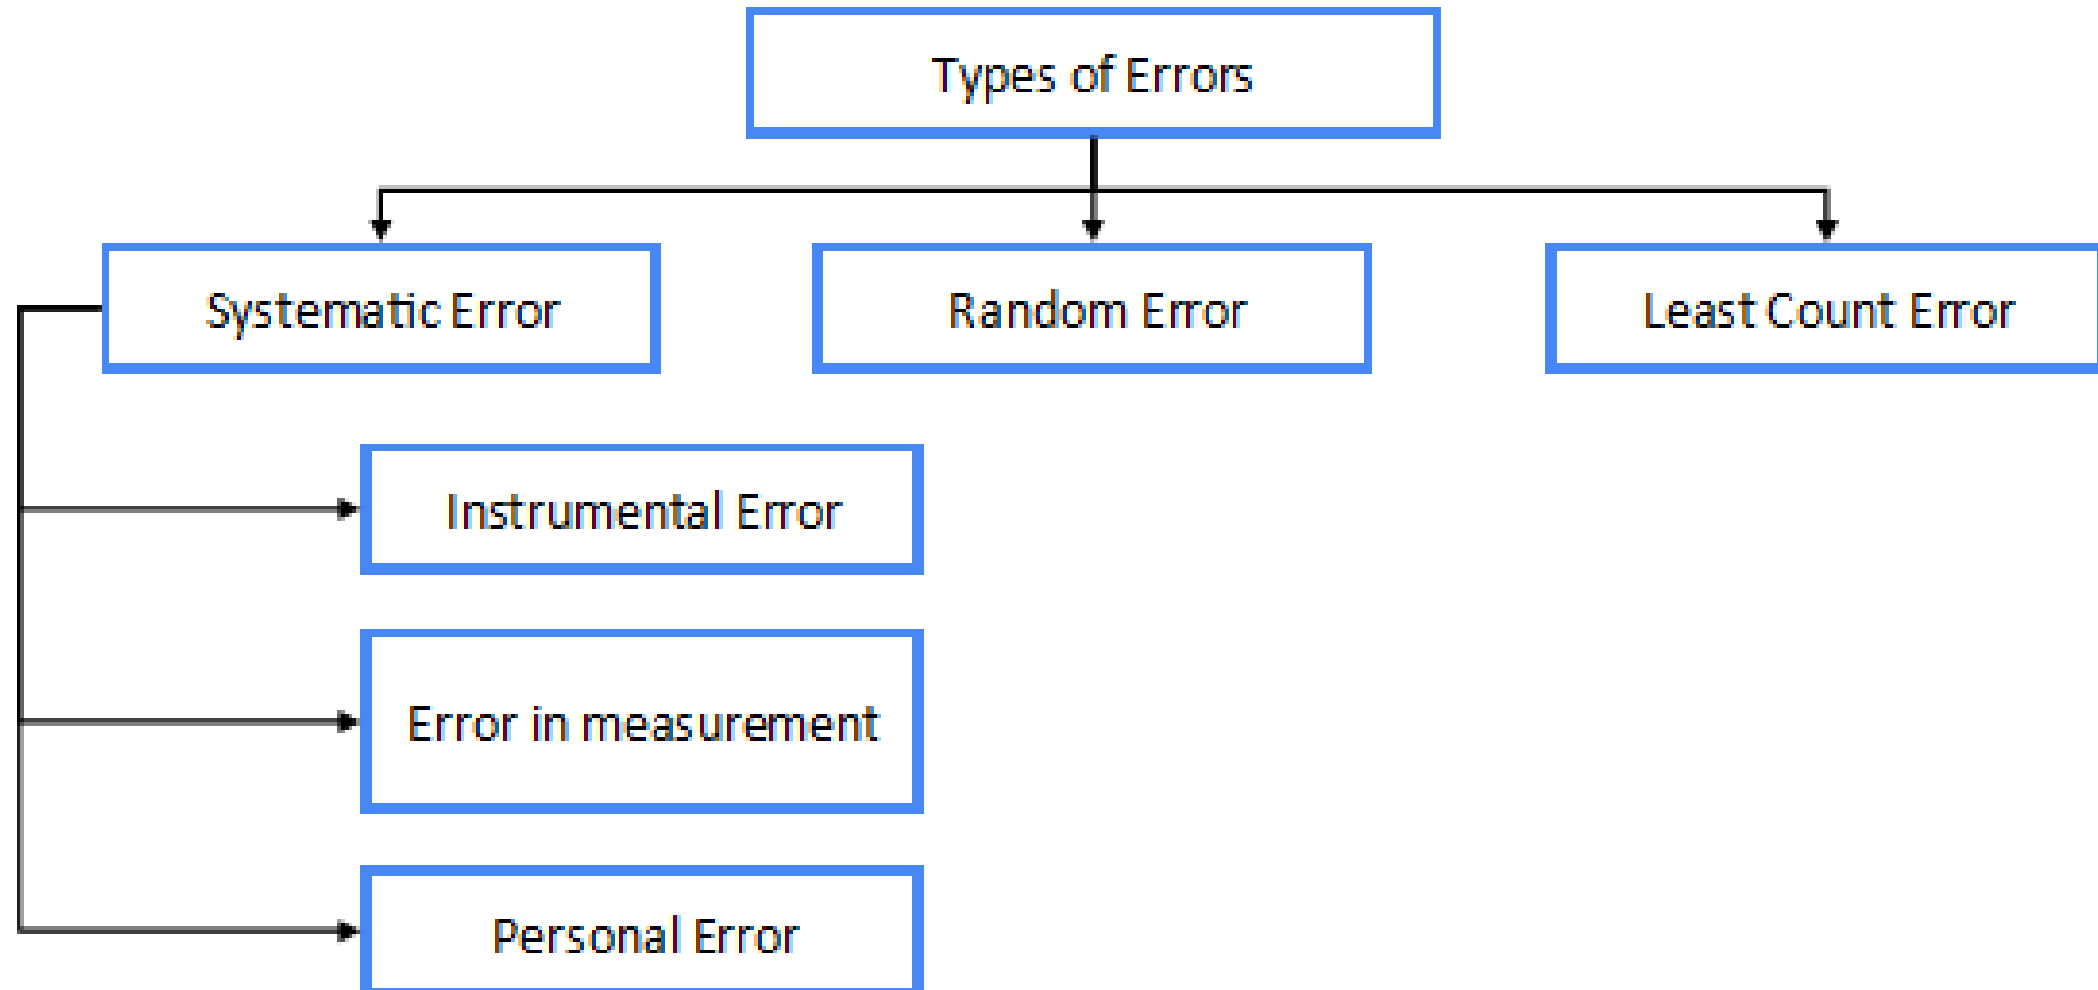 Types of Errors
Systematic Error
Random Error
Least Count Error
Instrumental Error
Error in measurement
Personal Error